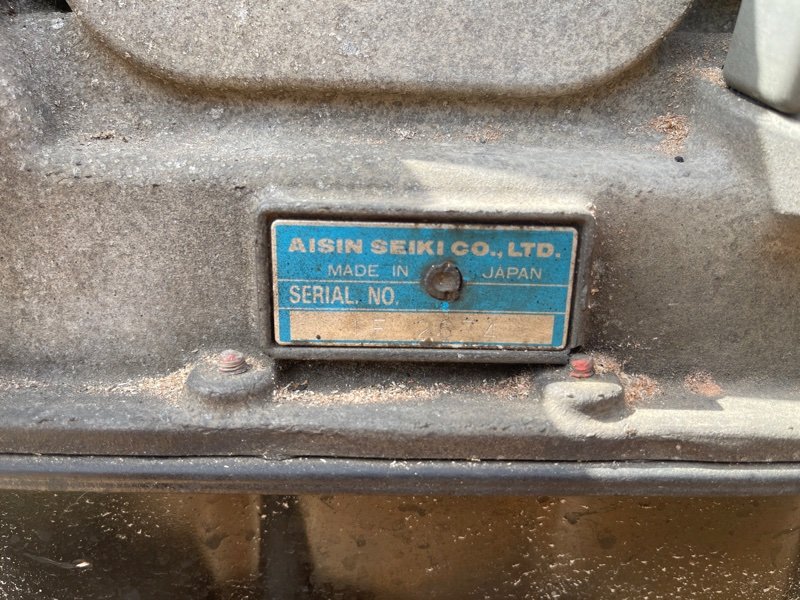 AISIN SEIKI CO., LTD.
MADE IN JAPAN
SERIAL. NO.